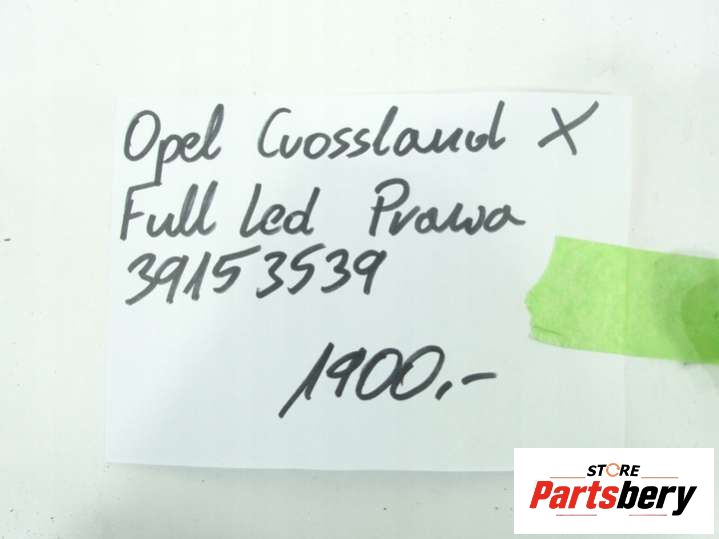 Opel Crossland X
Full led Prawa
39153539
1900,-
STORE
Partsbery